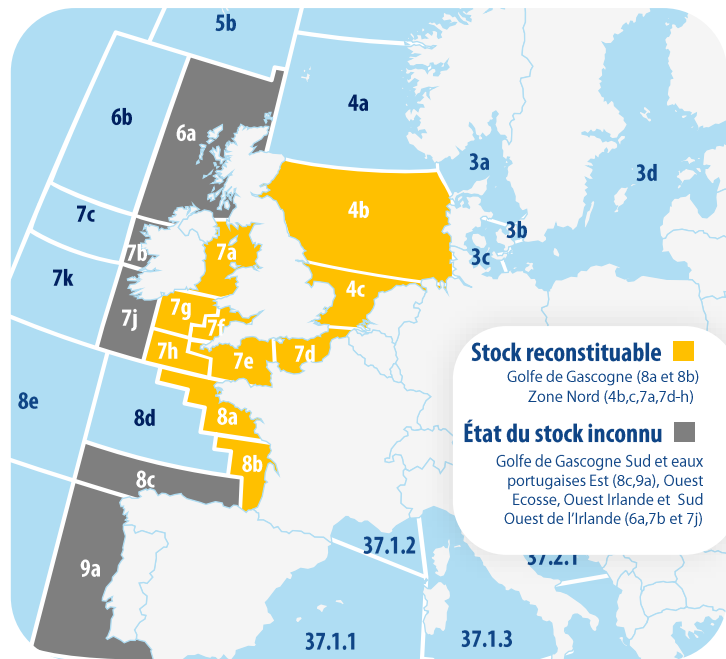 5b
6b
4a
6a
3a
3d
7c
4b
3b
7b
7a
3c
7k
4c
7j
7g
7f
7h
7e
7d
8e
8d
8a
8b
8c
9a
37.1.2
37.2.1
37.1.1
37.1.3
Stock reconstituable
Golfe de Gascogne (8a et 8b)
Zone Nord (4b,c,7a,7d-h)
État du stock inconnu
Golfe de Gascogne Sud et eaux
portugaises Est (8c,9a), Ouest
Ecosse, Ouest Irlande et Sud
Ouest de l’Irlande (6a,7b et 7j)